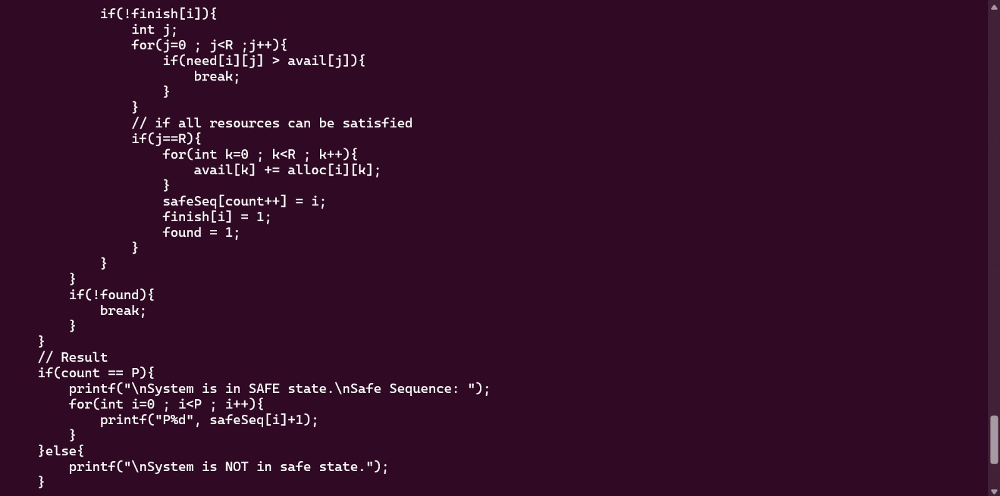 if(!finish[i]){
            int j;
            for(j=0 ; j<R ;j++){
                if(need[i][j] > avail[j]){
                    break;
                }
            }
            // if all resources can be satisfied
            if(j==R){
                for(int k=0 ; k<R ; k++){
                    avail[k] += alloc[i][k];
                }
                safeSeq[count++] = i;
                finish[i] = 1;
                found = 1;
            }
        }
    }
    if(!found){
        break;
    }
}
// Result
if(count == P){
    printf("\nSystem is in SAFE state.\nSafe Sequence: ");
    for(int i=0 ; i<P ; i++){
        printf("P%d", safeSeq[i]+1);
    }
}else{
    printf("\nSystem is NOT in safe state.");
}